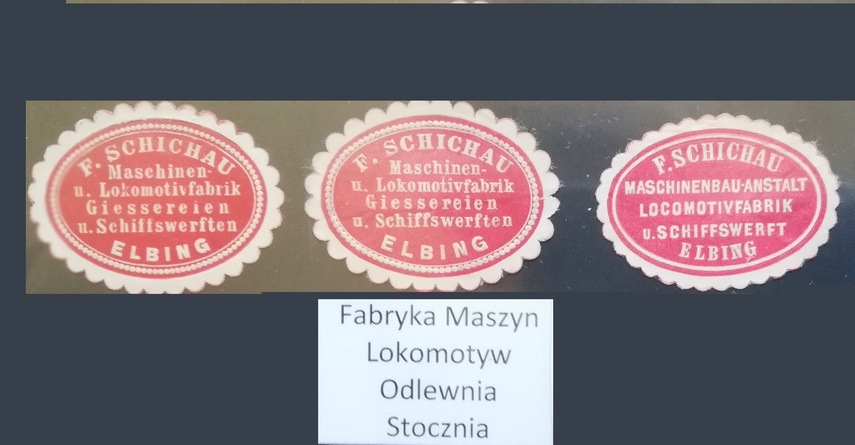 F. SCHICHAU
Maschinen-
u. Lokomotivfabrik
Giessereien
u. Schiffswerften
ELBING
F. SCHICHAU
Maschinen-
u. Lokomotivfabrik
Giessereien
u. Schiffswerften
ELBING
F. SCHICHAU
MASCHINENBAU-ANSTALT
LOCOMOTIVFABRIK
u. SCHIFFSWERFT
ELBING
Fabryka Maszyn
Lokomotyw
Odlewnia
Stocznia